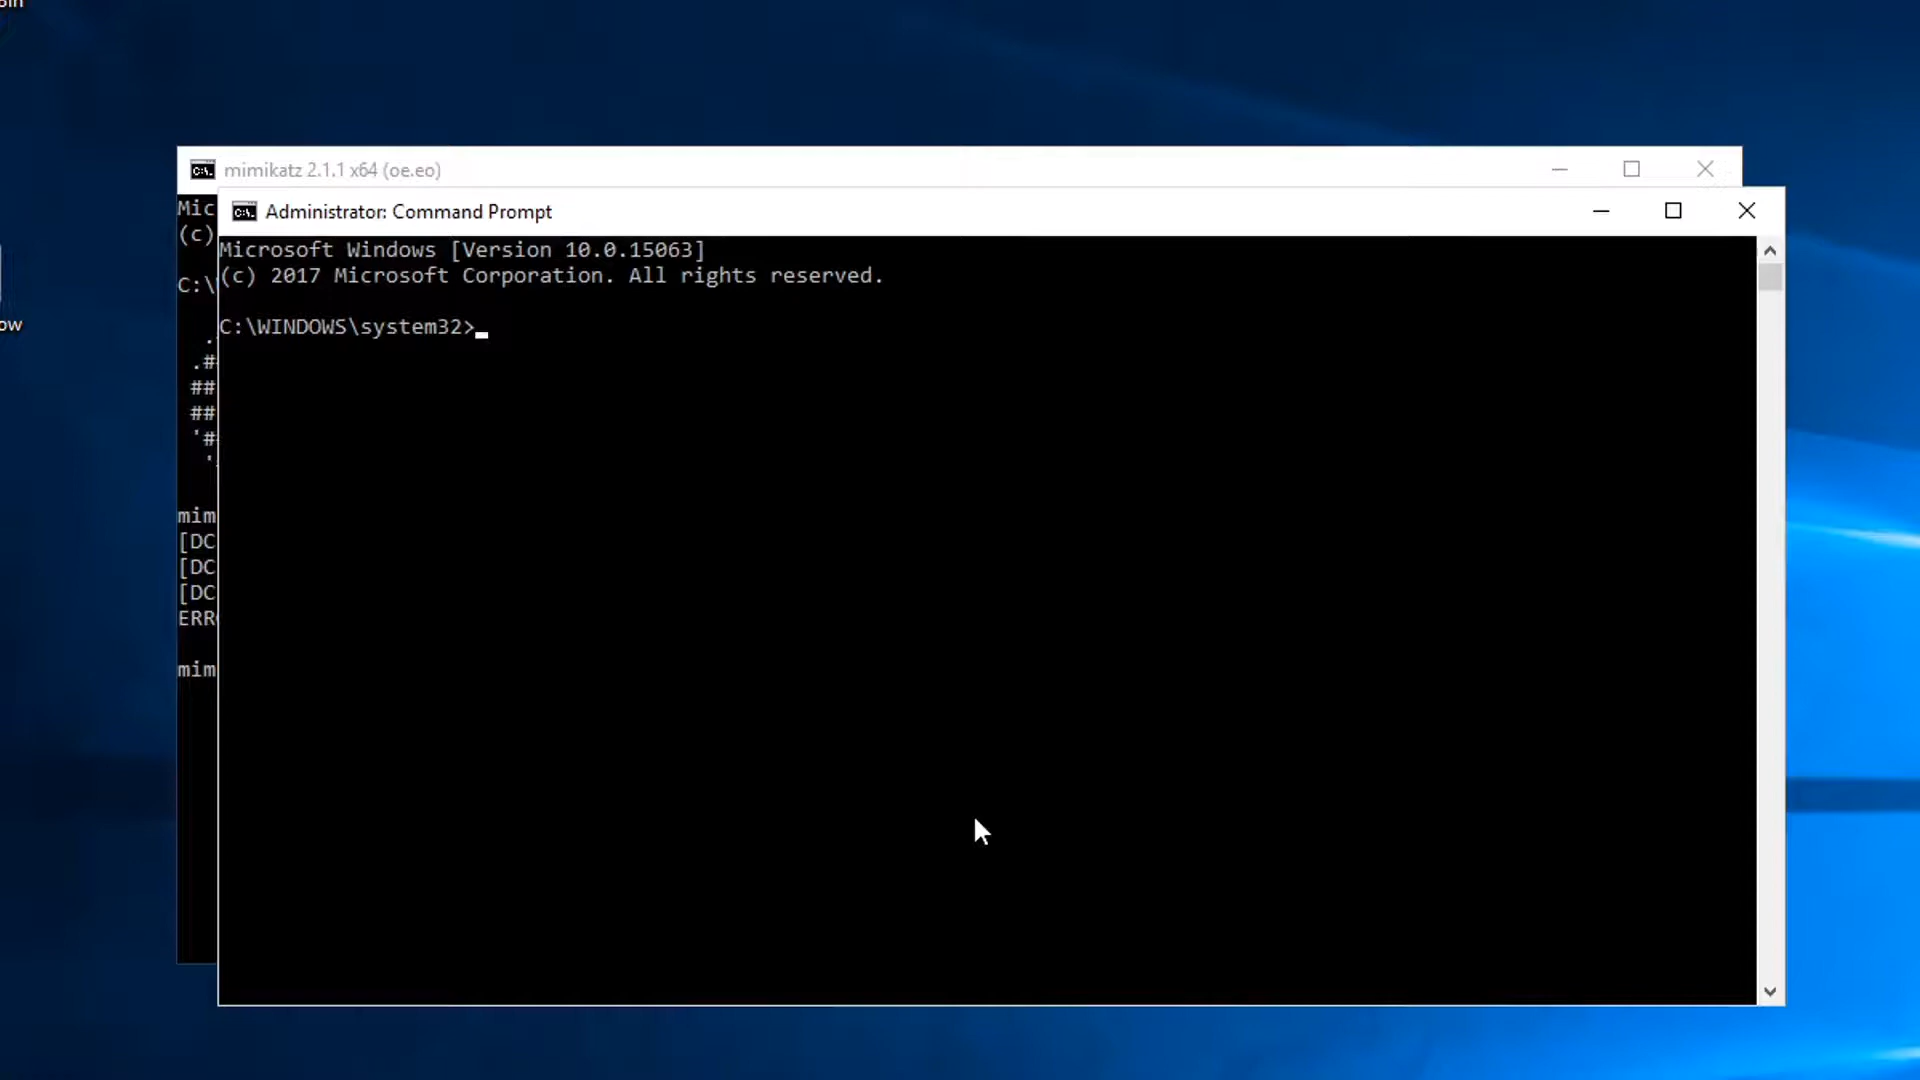 mimikatz 2.1.1 x64 (oe.eo)
Mic
(c)
C:\
.#
##
##
'#
mim
[DC
[DC
[DC
ERR
mim
Administrator: Command Prompt
Microsoft Windows [Version 10.0.15063]
(c) 2017 Microsoft Corporation. All rights reserved.
C:\WINDOWS\system32>
ow